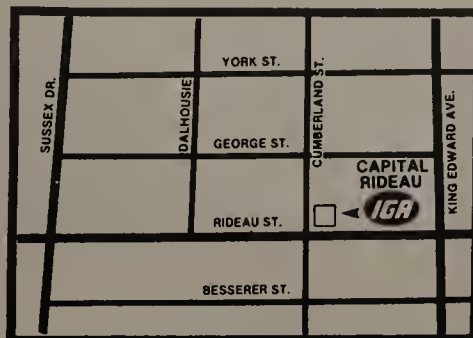 YORK ST.
SUSSEX DR.
DALHOUSIE
CUMBERLAND ST.
KING EDWARD AVE.
GEORGE ST.
CAPITAL
RIDEAU
IGA
RIDEAU ST.
BESSERER ST.